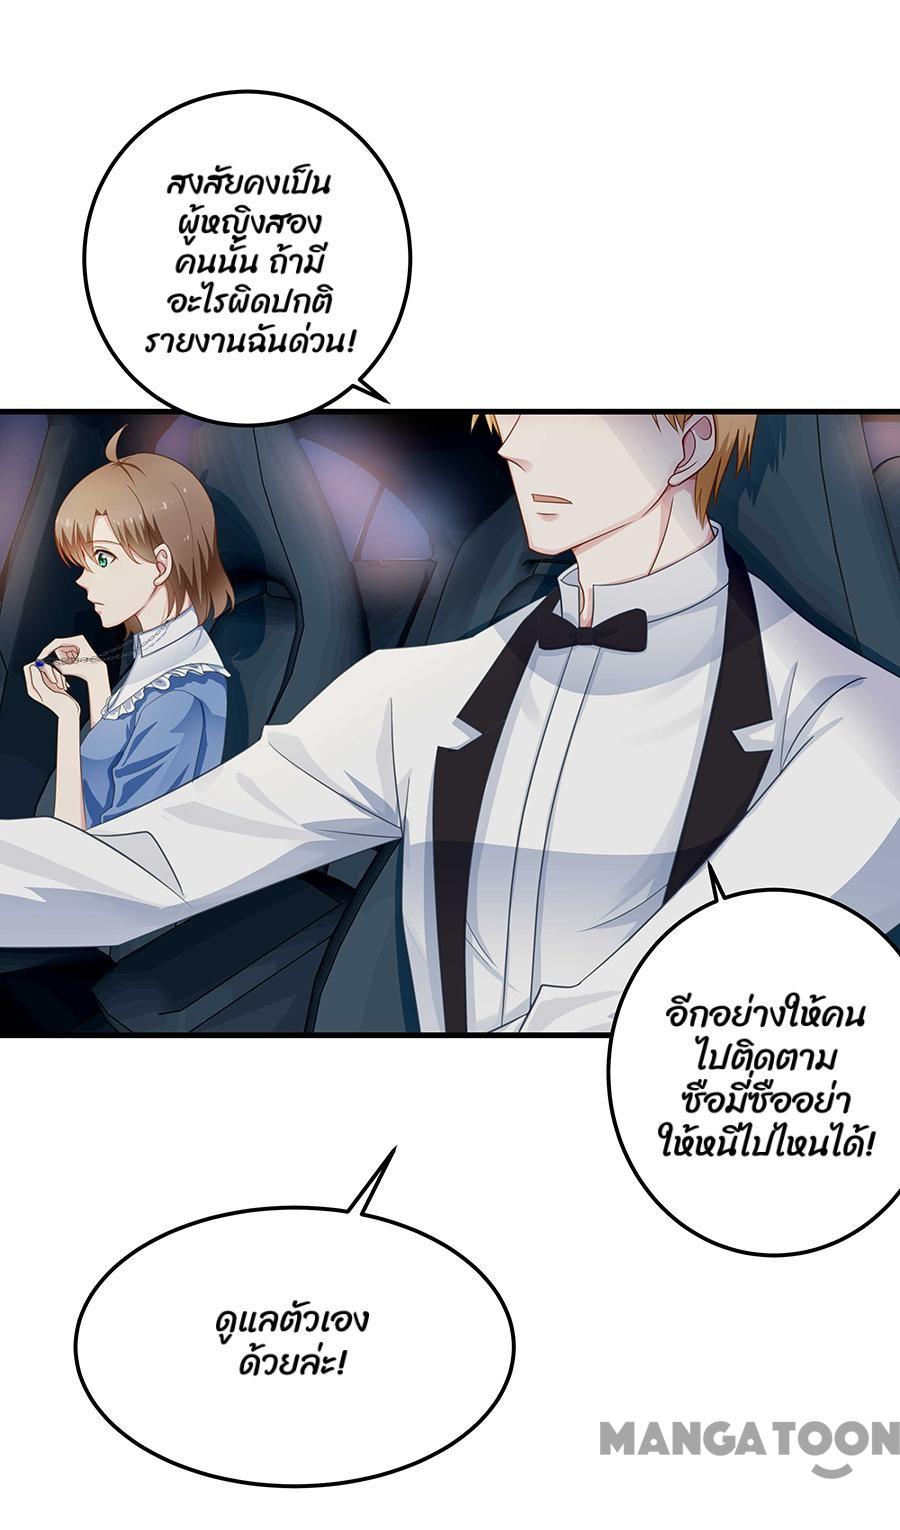 สงสัยคงเป็น
ผู้หญิงสอง
คนนั้น ถ้ามี
อะไรผิดปกติ
รายงานฉันด่วน!
อีกอย่างให้คน
ไปติดตาม
ซือมี่ซืออย่า
ให้หนีไปไหนได้!
ดูแลตัวเอง
ด้วยล่ะ!
MANGATOON